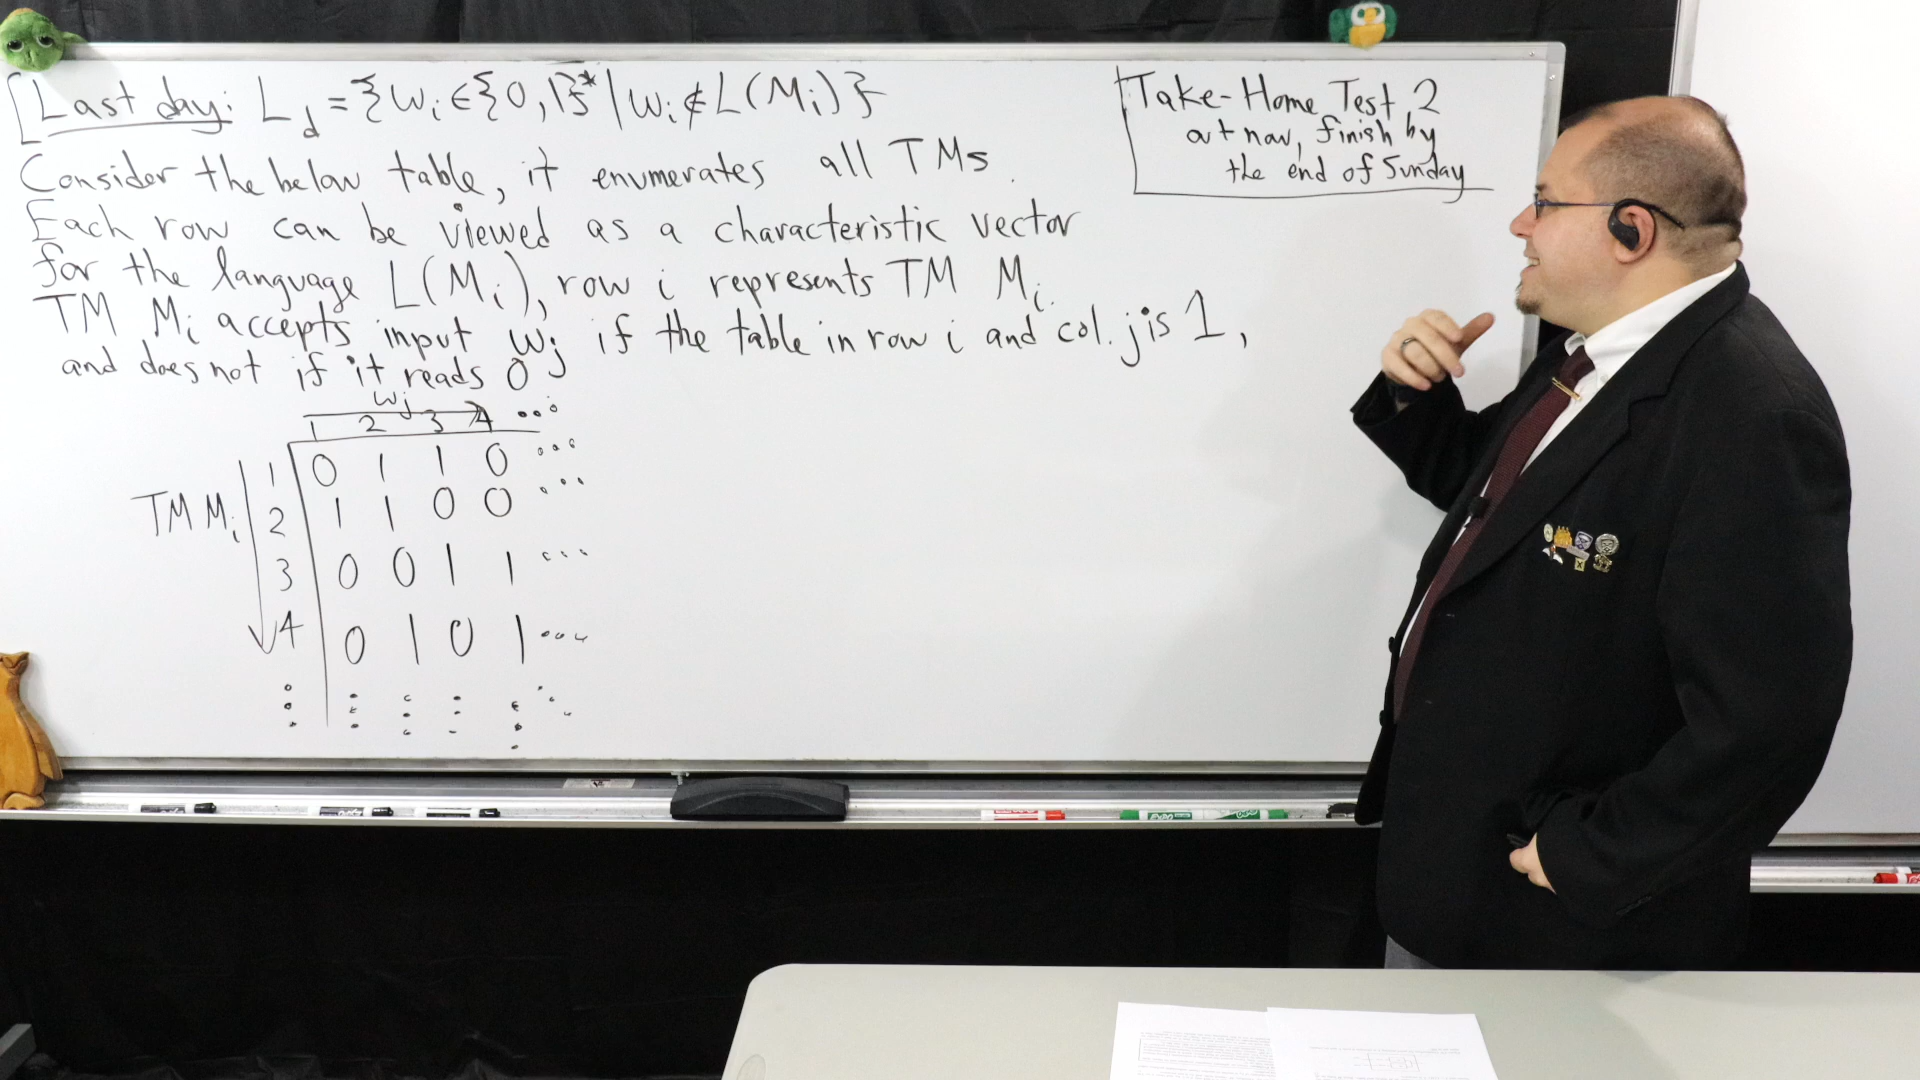 Last day: L_d = {w_i ∈ {0,1}* | w_i ∉ L(M_i)}
Consider the below table, it enumerates all TMs.
Each row can be viewed as a characteristic vector
for the language L(M_i), row i represents TM M_i.
TM M_i accepts input w_j if the table in row i and col. j is 1,
and does not if it reads 0
w_j
1 2 3 4 ...
TM M_i
1 0 1 1 0 ...
2 1 1 0 0 ...
3 0 0 1 1 ...
4 0 1 0 1 ...
Take-Home Test 2
out now, finish by
the end of Sunday